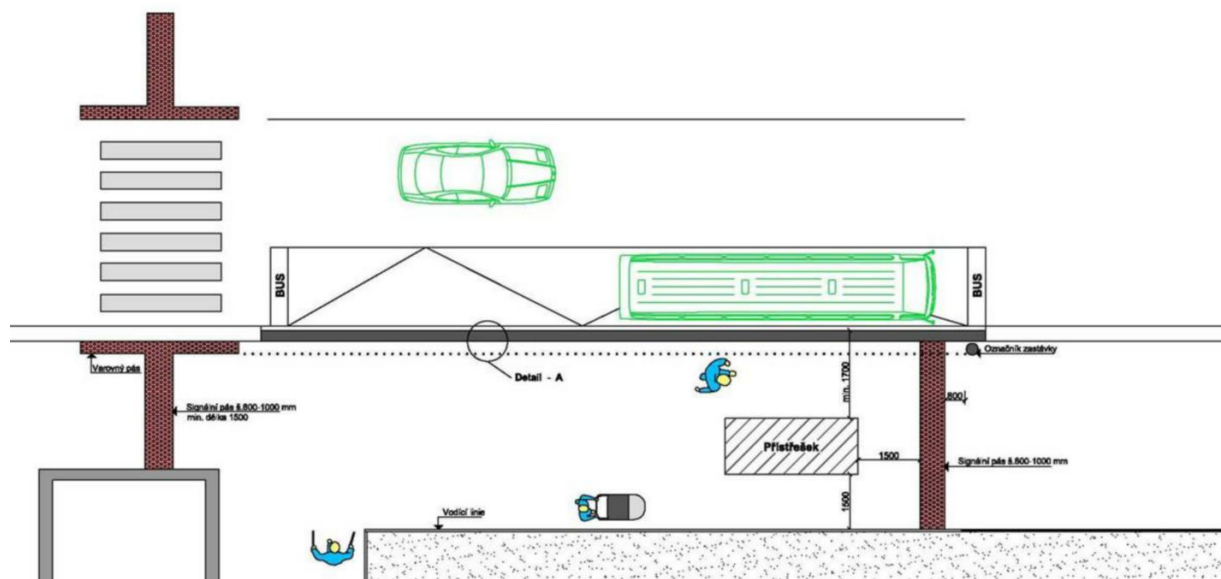 BUS
BUS
Varovný pás
Označník zastávky
Detail - A
min. 1700
800
Signální pás š.800-1000 mm
min. délka 1500
Přístřešek
1500
Signální pás š.800-1000 mm
1500
Vodící linie